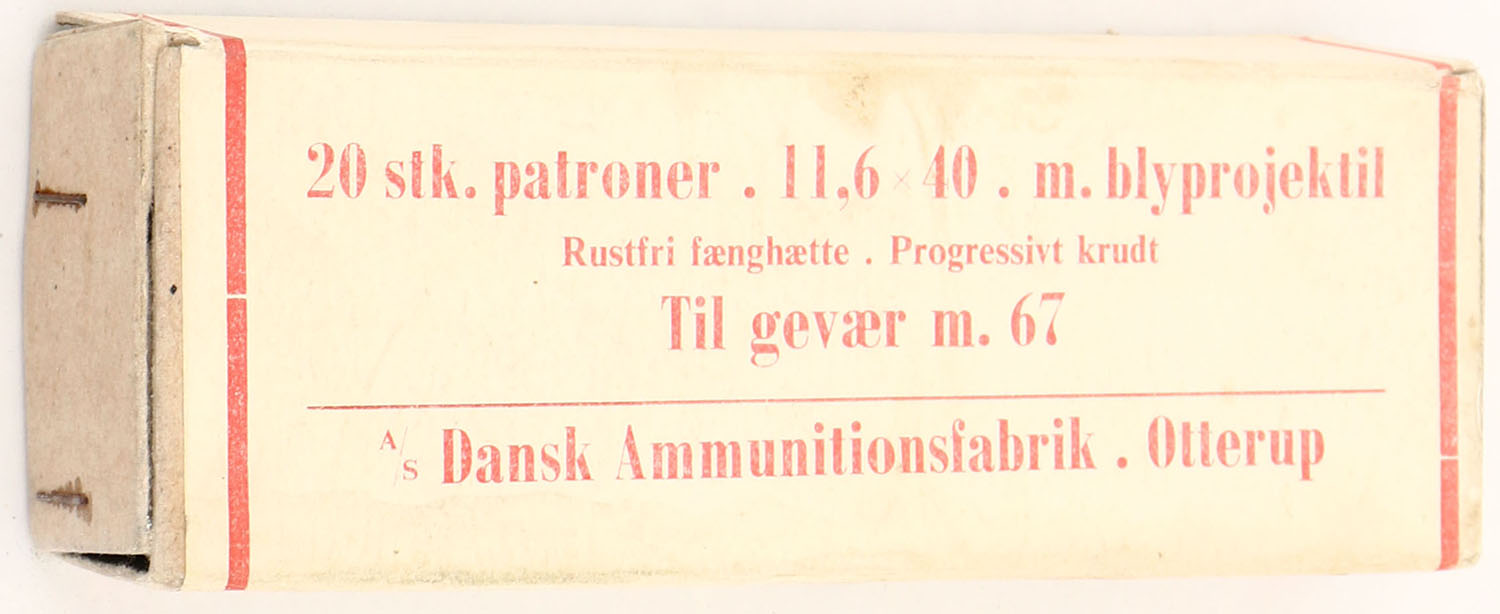 20 stk. patroner . 11,6 × 40 . m. blyprojektil
Rustfri fænghætte . Progressivt krudt
Til gevær m. 67
A/S Dansk Ammunitionsfabrik . Otterup